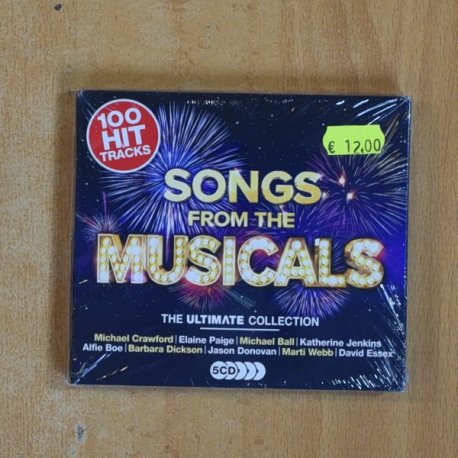 100
HIT
TRACKS
€ 12,00
SONGS
FROM THE
MUSICALS
THE ULTIMATE COLLECTION
Michael Crawford | Elaine Paige | Michael Ball | Katherine Jenkins
Alfie Boe | Barbara Dickson | Jason Donovan | Marti Webb | David Essex
5CD